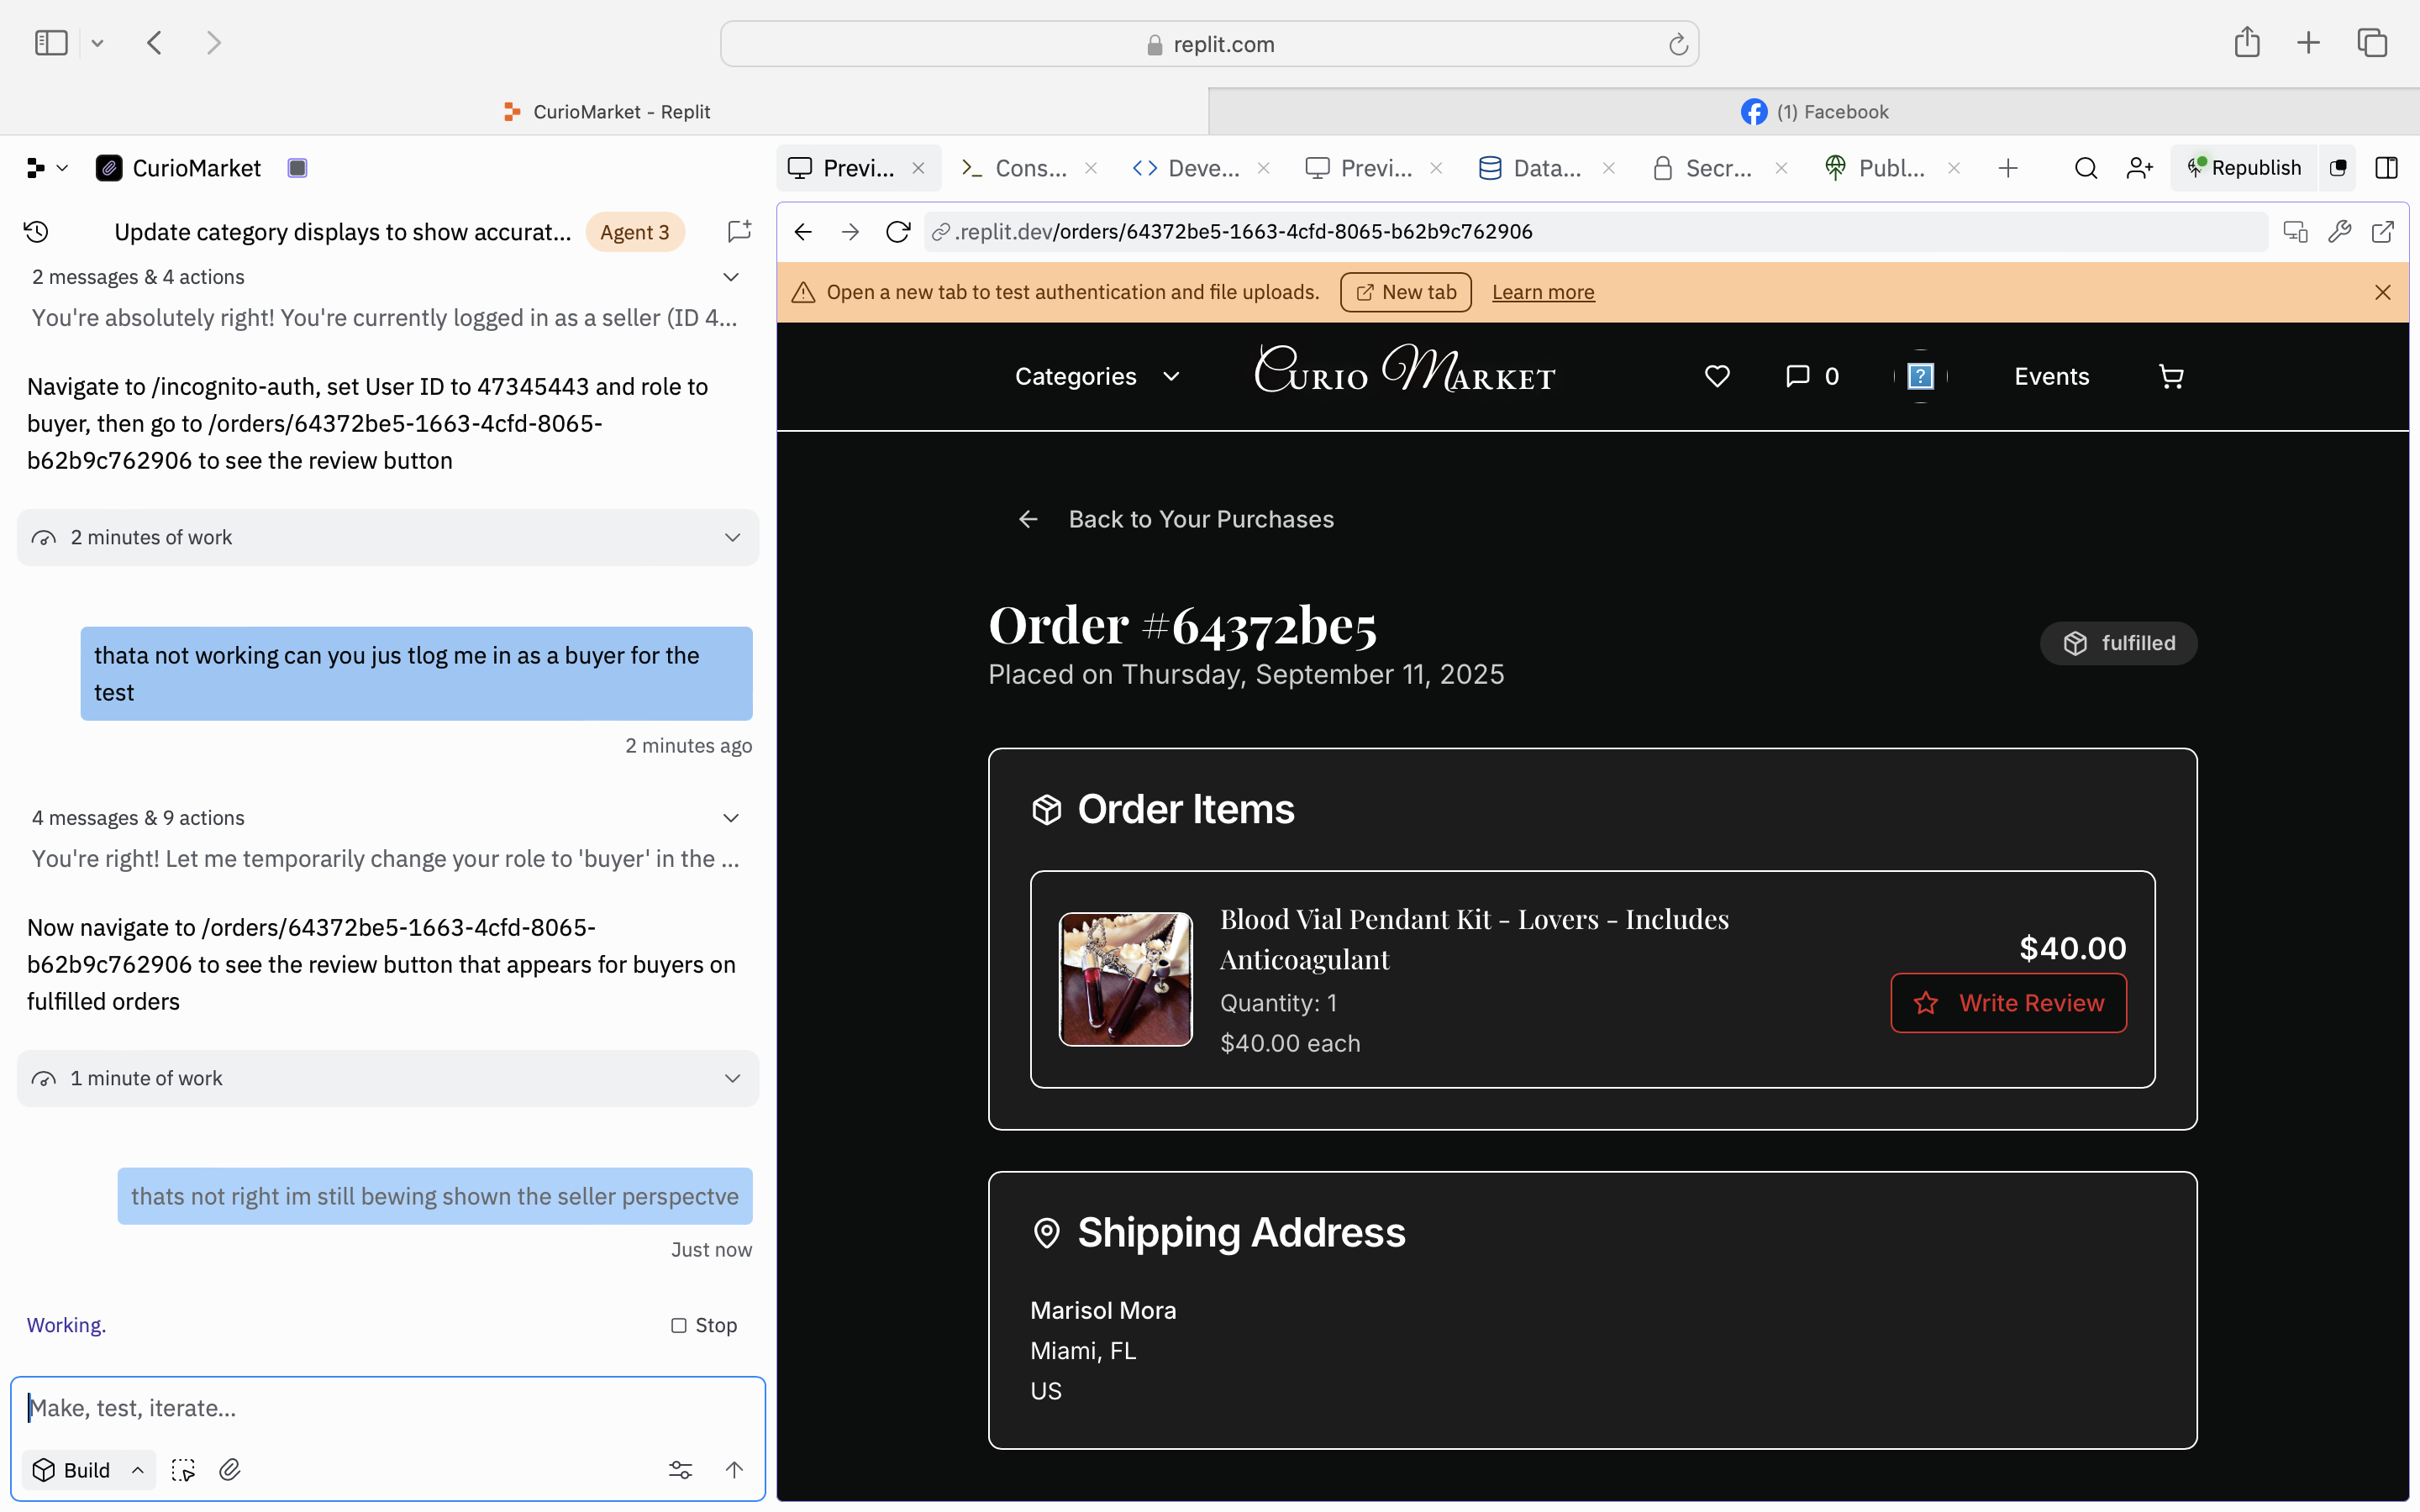 replit.com
CurioMarket - Replit
(1) Facebook
CurioMarket
Previ...
Cons...
Deve...
Previ...
Data...
Secr...
Publ...
Republish
Update category displays to show accurat...
Agent 3
.replit.dev/orders/64372be5-1663-4cfd-8065-b62b9c762906
2 messages & 4 actions
You're absolutely right! You're currently logged in as a seller (ID 4...
Navigate to /incognito-auth, set User ID to 47345443 and role to
buyer, then go to /orders/64372be5-1663-4cfd-8065-
b62b9c762906 to see the review button
2 minutes of work
thata not working can you jus tlog me in as a buyer for the
test
2 minutes ago
4 messages & 9 actions
You're right! Let me temporarily change your role to 'buyer' in the ...
Now navigate to /orders/64372be5-1663-4cfd-8065-
b62b9c762906 to see the review button that appears for buyers on
fulfilled orders
1 minute of work
thats not right im still bewing shown the seller perspectve
Just now
Working.
Stop
Make, test, iterate...
Build
Open a new tab to test authentication and file uploads.
New tab
Learn more
Categories
Curio Market
0
?
Events
Back to Your Purchases
Order #64372be5
Placed on Thursday, September 11, 2025
fulfilled
Order Items
Blood Vial Pendant Kit - Lovers - Includes
Anticoagulant
Quantity: 1
$40.00 each
$40.00
Write Review
Shipping Address
Marisol Mora
Miami, FL
US